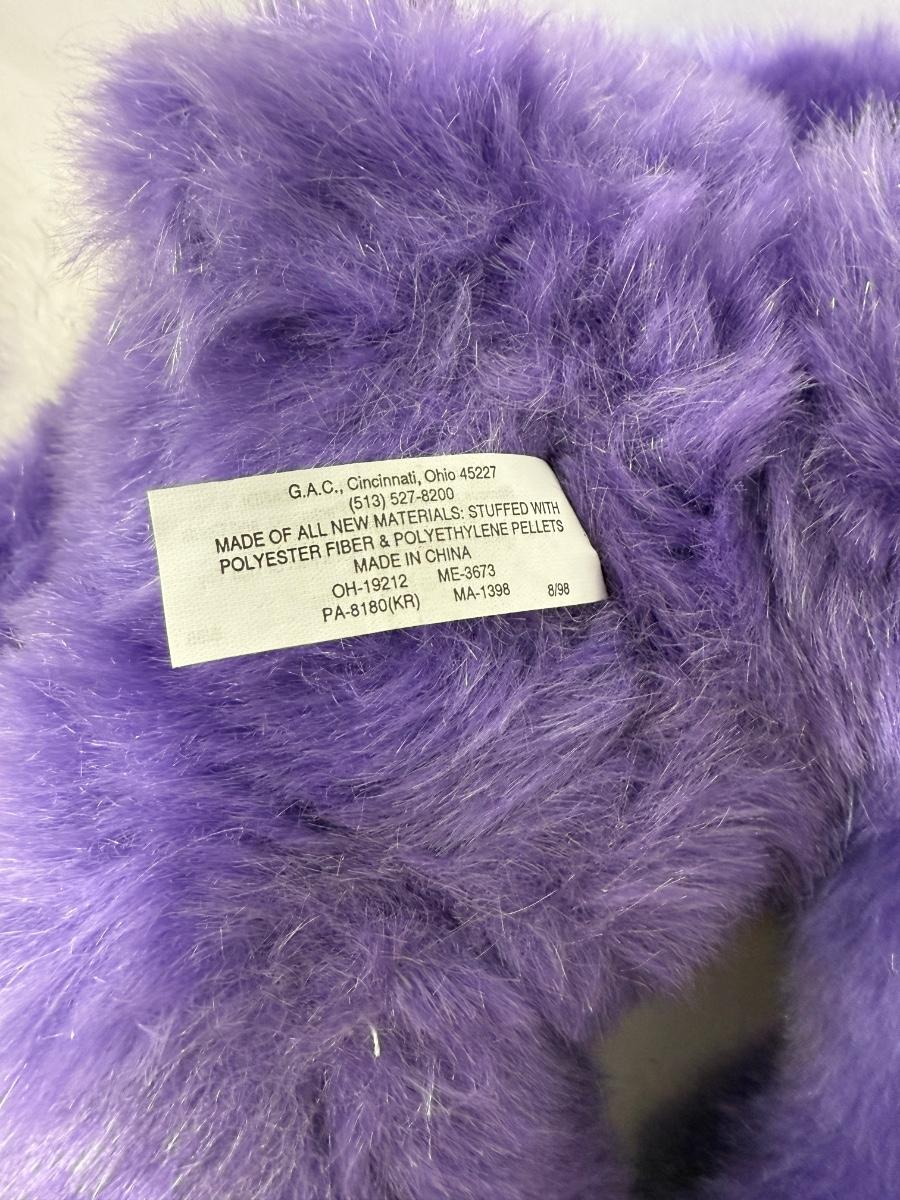 G.A.C., Cincinnati, Ohio 45227
(513) 527-8200
MADE OF ALL NEW MATERIALS: STUFFED WITH
POLYESTER FIBER & POLYETHYLENE PELLETS
MADE IN CHINA
OH-19212 ME-3673
PA-8180(KR) MA-1398 8/98